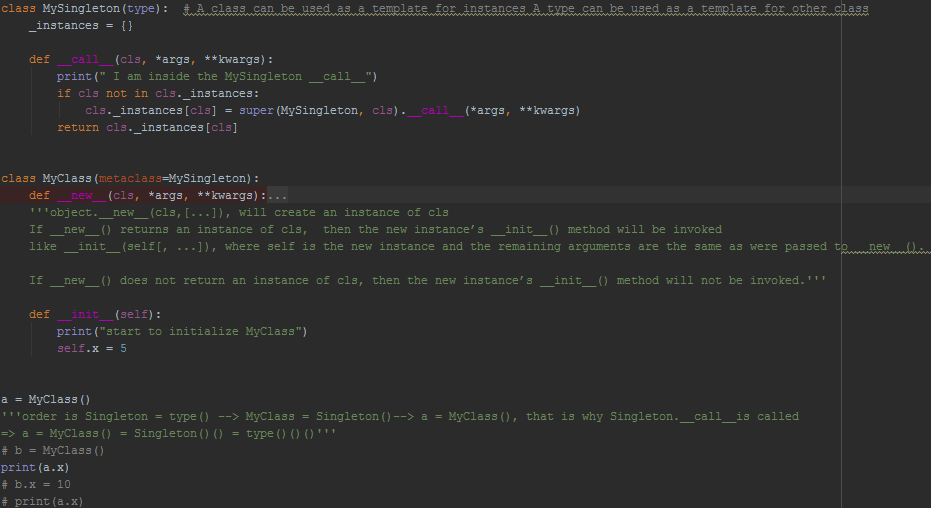 class MySingleton(type):  # A class can be used as a template for instances A type can be used as a template for other class
    _instances = {}

    def __call__(cls, *args, **kwargs):
        print(" I am inside the MySingleton __call__")
        if cls not in cls._instances:
            cls._instances[cls] = super(MySingleton, cls).__call__(*args, **kwargs)
        return cls._instances[cls]


class MyClass(metaclass=MySingleton):
    def __new__(cls, *args, **kwargs):...
    '''object.__new__(cls,[...]), will create an instance of cls
    If __new__() returns an instance of cls,  then the new instance’s __init__() method will be invoked
    like __init__(self[, ...]), where self is the new instance and the remaining arguments are the same as were passed to __new__().

    If __new__() does not return an instance of cls, then the new instance’s __init__() method will not be invoked.'''

    def __init__(self):
        print("start to initialize MyClass")
        self.x = 5


a = MyClass()
'''order is Singleton = type() --> MyClass = Singleton()--> a = MyClass(), that is why Singleton.__call__is called
=> a = MyClass() = Singleton()() = type()()()'''
# b = MyClass()
print(a.x)
# b.x = 10
# print(a.x)